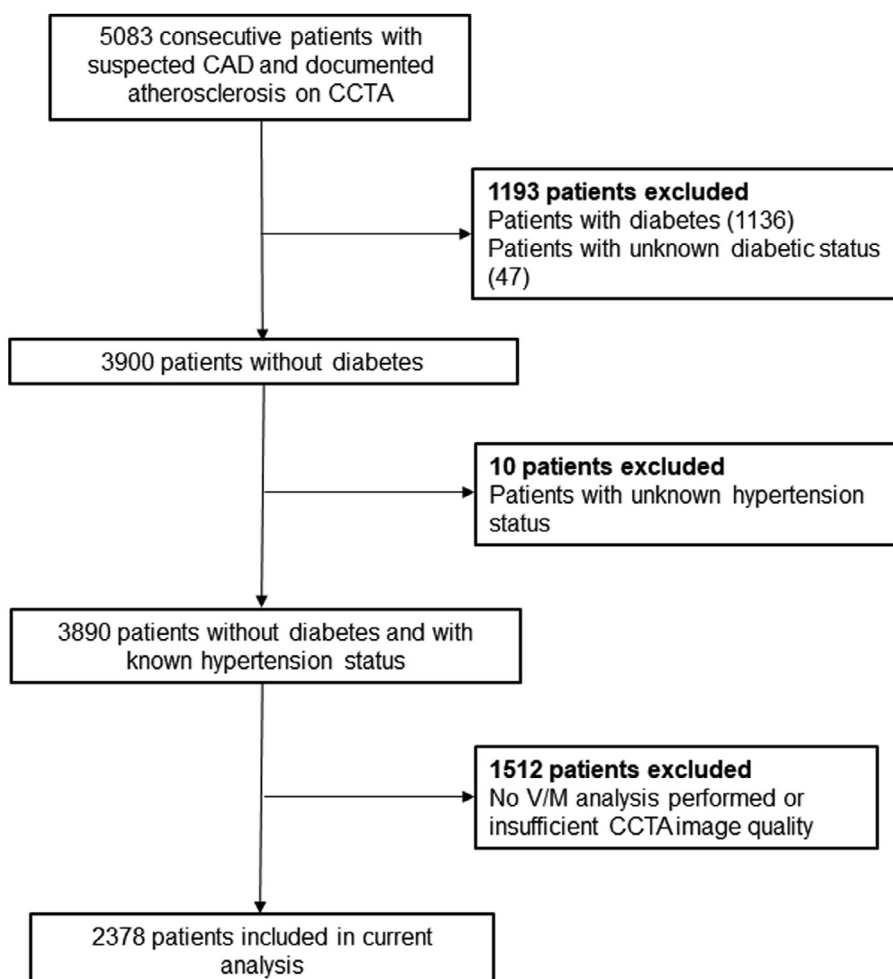 5083 consecutive patients with
suspected CAD and documented
atherosclerosis on CCTA
1193 patients excluded
Patients with diabetes (1136)
Patients with unknown diabetic status
(47)
3900 patients without diabetes
10 patients excluded
Patients with unknown hypertension
status
3890 patients without diabetes and with
known hypertension status
1512 patients excluded
No V/M analysis performed or
insufficient CCTA image quality
2378 patients included in current
analysis